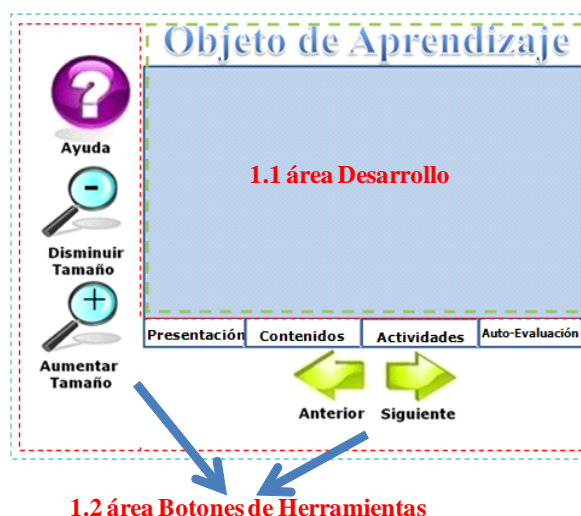 Objeto de Aprendizaje
?
Ayuda
1.1 área Desarrollo
-
Disminuir
Tamaño
+
Aumentar
Tamaño
Presentación Contenidos Actividades Auto-Evaluación
Anterior Siguiente
1.2 área Botones de Herramientas